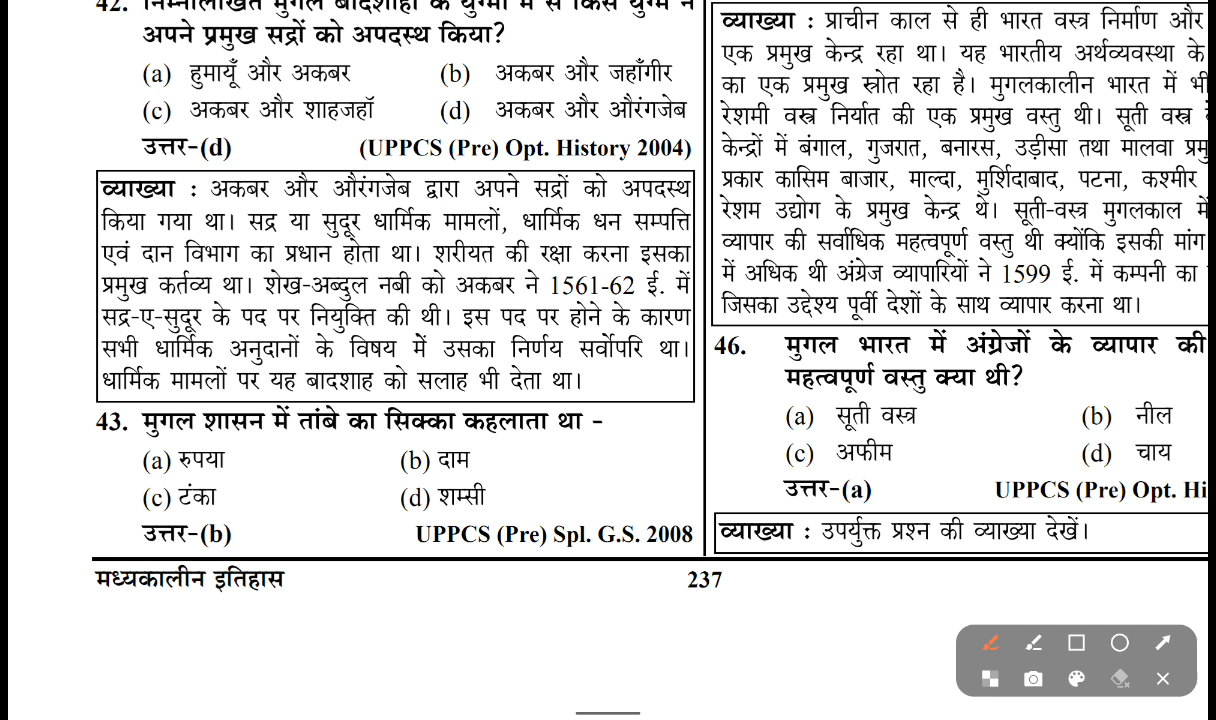 42. निम्नलिखित मुगल बादशाहों के युग्मों में से किस युग्म ने
अपने प्रमुख सद्रों को अपदस्थ किया?
(a) हुमायूँ और अकबर (b) अकबर और जहाँगीर
(c) अकबर और शाहजहॉ (d) अकबर और औरंगजेब
उत्तर-(d) (UPPCS (Pre) Opt. History 2004)
व्याख्या : अकबर और औरंगजेब द्वारा अपने सद्रों को अपदस्थ
किया गया था। सद्र या सुदूर धार्मिक मामलों, धार्मिक धन सम्पत्ति
एवं दान विभाग का प्रधान होता था। शरीयत की रक्षा करना इसका
प्रमुख कर्तव्य था। शेख-अब्दुल नबी को अकबर ने 1561-62 ई. में
सद्र-ए-सुदूर के पद पर नियुक्ति की थी। इस पद पर होने के कारण
सभी धार्मिक अनुदानों के विषय में उसका निर्णय सर्वोपरि था।
धार्मिक मामलों पर यह बादशाह को सलाह भी देता था।
43. मुगल शासन में तांबे का सिक्का कहलाता था -
(a) रुपया (b) दाम
(c) टंका (d) शम्सी
उत्तर-(b) UPPCS (Pre) Spl. G.S. 2008
व्याख्या : प्राचीन काल से ही भारत वस्त्र निर्माण और
एक प्रमुख केन्द्र रहा था। यह भारतीय अर्थव्यवस्था के
का एक प्रमुख स्रोत रहा है। मुगलकालीन भारत में भी
रेशमी वस्त्र निर्यात की एक प्रमुख वस्तु थी। सूती वस्त्र
केन्द्रों में बंगाल, गुजरात, बनारस, उड़ीसा तथा मालवा प्रमु
प्रकार कासिम बाजार, माल्दा, मुर्शिदाबाद, पटना, कश्मीर
रेशम उद्योग के प्रमुख केन्द्र थे। सूती-वस्त्र मुगलकाल में
व्यापार की सर्वाधिक महत्वपूर्ण वस्तु थी क्योंकि इसकी मांग
में अधिक थी अंग्रेज व्यापारियों ने 1599 ई. में कम्पनी का
जिसका उद्देश्य पूर्वी देशों के साथ व्यापार करना था।
46. मुगल भारत में अंग्रेजों के व्यापार की
महत्वपूर्ण वस्तु क्या थी?
(a) सूती वस्त्र (b) नील
(c) अफीम (d) चाय
उत्तर-(a) UPPCS (Pre) Opt. Hi
व्याख्या : उपर्युक्त प्रश्न की व्याख्या देखें।
मध्यकालीन इतिहास 237